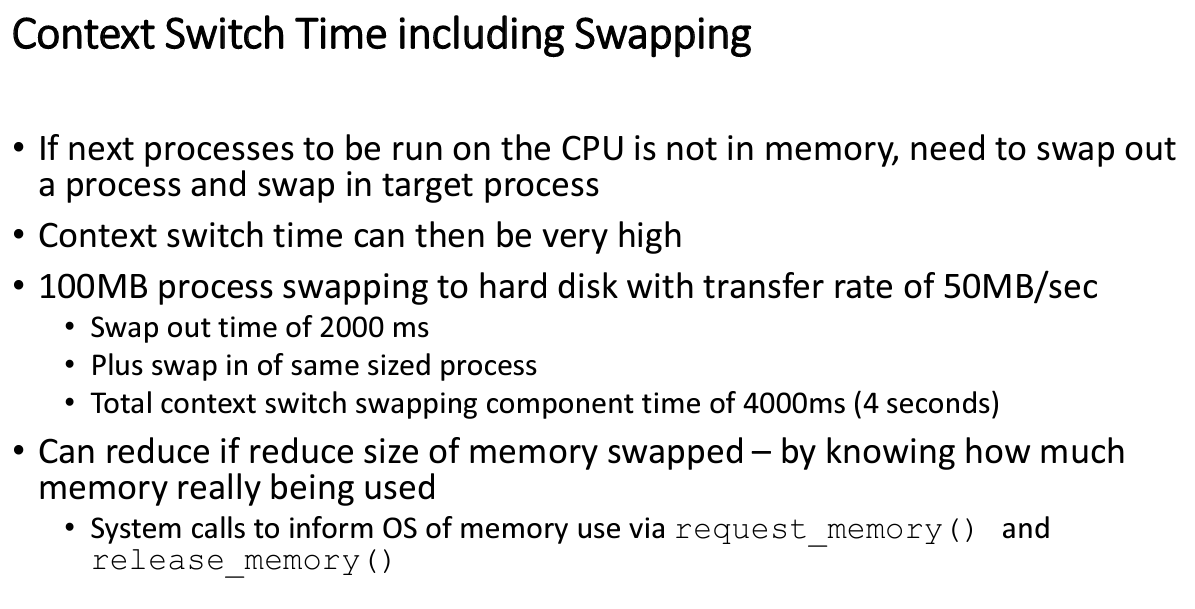 Context Switch Time including Swapping
• If next processes to be run on the CPU is not in memory, need to swap out
a process and swap in target process
• Context switch time can then be very high
• 100MB process swapping to hard disk with transfer rate of 50MB/sec
• Swap out time of 2000 ms
• Plus swap in of same sized process
• Total context switch swapping component time of 4000ms (4 seconds)
• Can reduce if reduce size of memory swapped – by knowing how much
memory really being used
• System calls to inform OS of memory use via request_memory() and
release_memory()